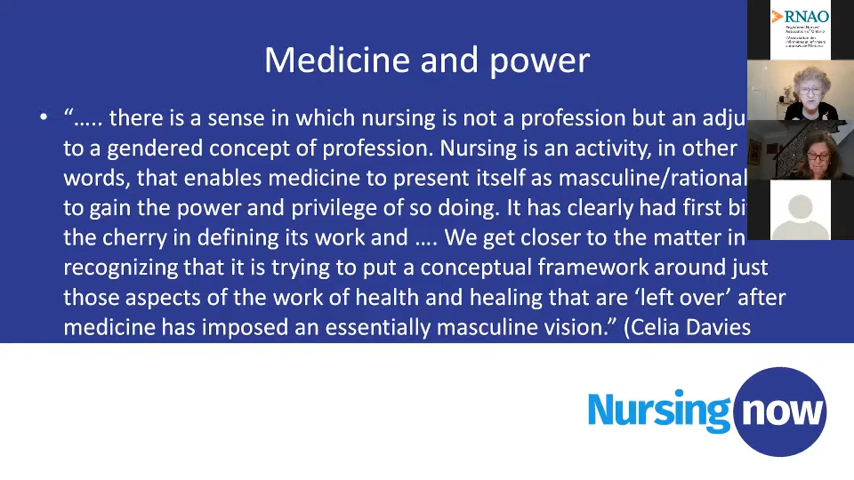 Medicine and power
• “….. there is a sense in which nursing is not a profession but an adju
to a gendered concept of profession. Nursing is an activity, in other
words, that enables medicine to present itself as masculine/rational
to gain the power and privilege of so doing. It has clearly had first bi
the cherry in defining its work and …. We get closer to the matter in
recognizing that it is trying to put a conceptual framework around just
those aspects of the work of health and healing that are ‘left over’ after
medicine has imposed an essentially masculine vision.” (Celia Davies
RNAO
Nursing now